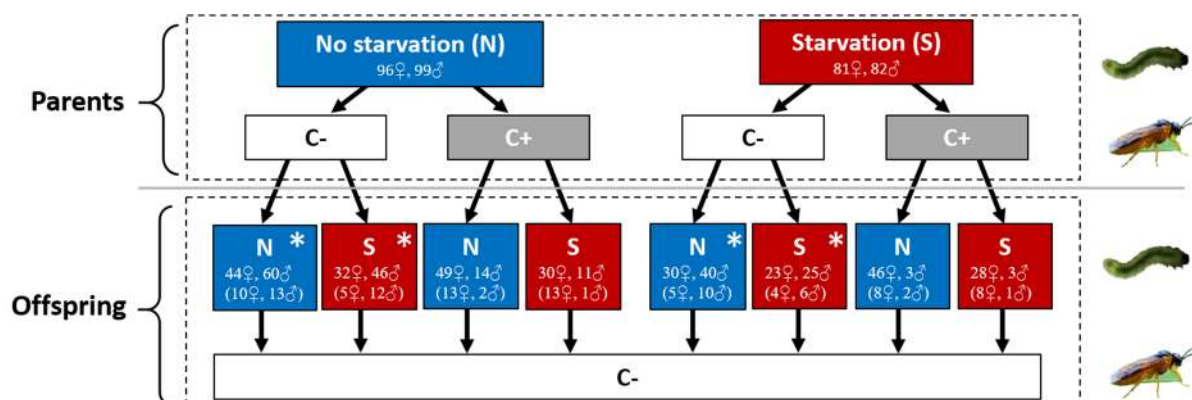 Parents
No starvation (N)
96♀, 99♂
Starvation (S)
81♀, 82♂
C-
C+
C-
C+
Offspring
N *
44♀, 60♂
(10♀, 13♂)
S *
32♀, 46♂
(5♀, 12♂)
N
49♀, 14♂
(13♀, 2♂)
S
30♀, 11♂
(13♀, 1♂)
N *
30♀, 40♂
(5♀, 10♂)
S *
23♀, 25♂
(4♀, 6♂)
N
46♀, 3♂
(8♀, 2♂)
S
28♀, 3♂
(8♀, 1♂)
C-